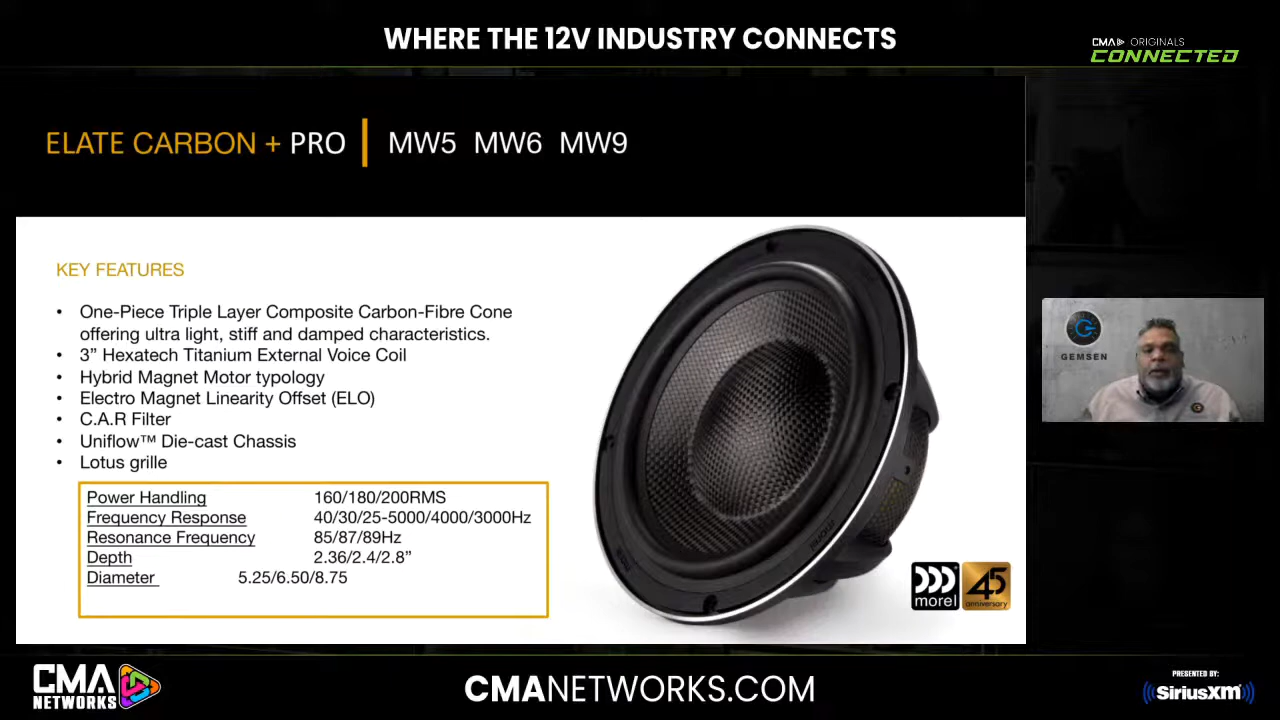 WHERE THE 12V INDUSTRY CONNECTS
CMA ORIGINALS
CONNECTED
ELATE CARBON + PRO | MW5 MW6 MW9
KEY FEATURES
• One-Piece Triple Layer Composite Carbon-Fibre Cone
offering ultra light, stiff and damped characteristics.
• 3” Hexatech Titanium External Voice Coil
• Hybrid Magnet Motor typology
• Electro Magnet Linearity Offset (ELO)
• C.A.R Filter
• Uniflow™ Die-cast Chassis
• Lotus grille
Power Handling 160/180/200RMS
Frequency Response 40/30/25-5000/4000/3000Hz
Resonance Frequency 85/87/89Hz
Depth 2.36/2.4/2.8”
Diameter 5.25/6.50/8.75
morel
45
anniversary
GEMSEN
CMA
NETWORKS
CMANETWORKS.COM
PRESENTED BY:
SiriusXM